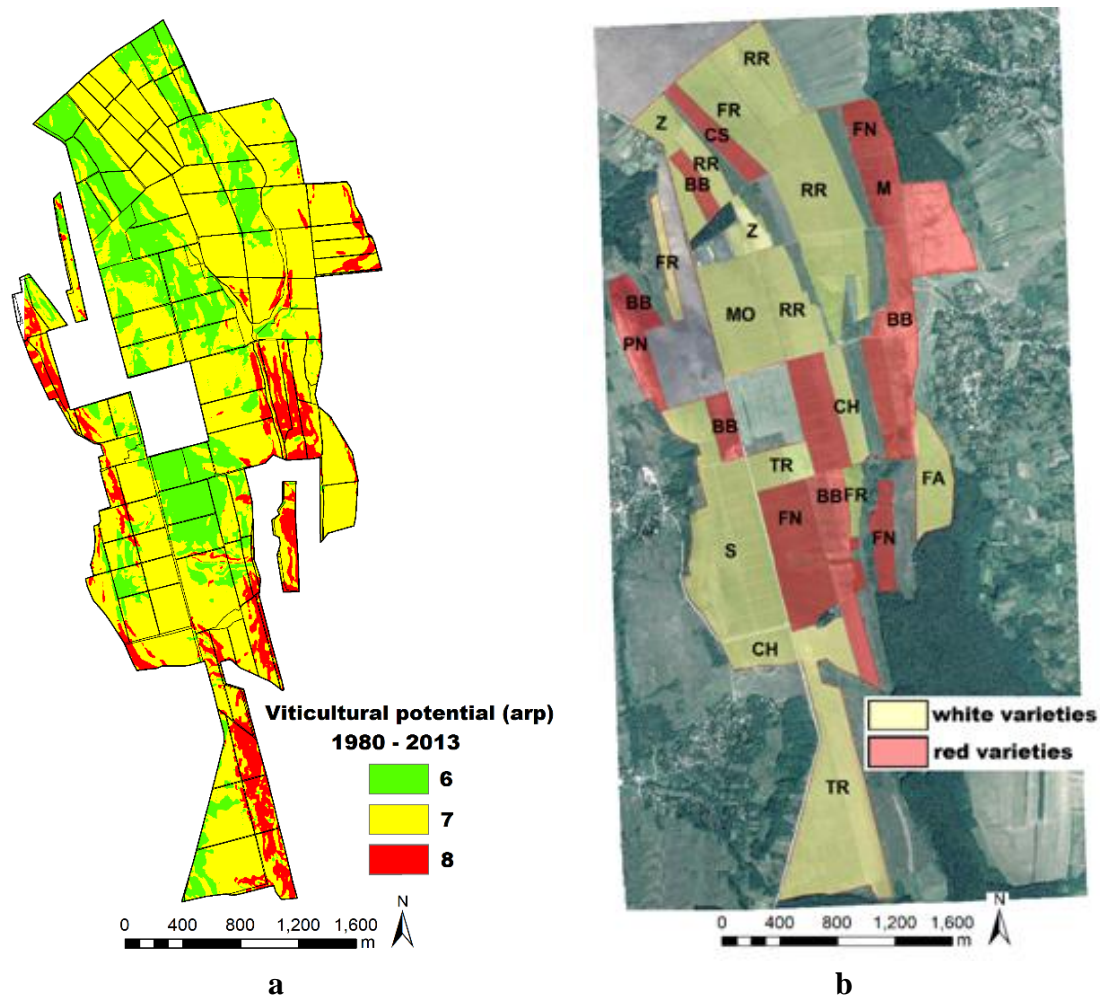 Viticultural potential (arp)
1980 - 2013
6
7
8
N
0 400 800 1,200 1,600
m
a
RR
FR
Z
CS
FN
RR
BB
M
RR
Z
FR
BB
MO
RR
BB
PN
CH
BB
TR
FA
BB
FR
FN
FN
S
CH
white varieties
red varieties
TR
N
0 400 800 1,200 1,600
m
b